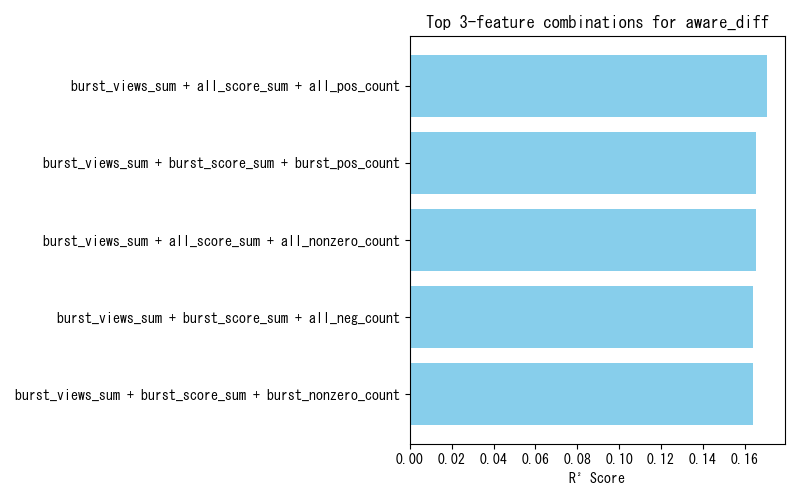 Top 3-feature combinations for aware_diff
burst_views_sum + all_score_sum + all_pos_count
burst_views_sum + burst_score_sum + burst_pos_count
burst_views_sum + all_score_sum + all_nonzero_count
burst_views_sum + burst_score_sum + all_neg_count
burst_views_sum + burst_score_sum + burst_nonzero_count
0.00 0.02 0.04 0.06 0.08 0.10 0.12 0.14 0.16
R² Score